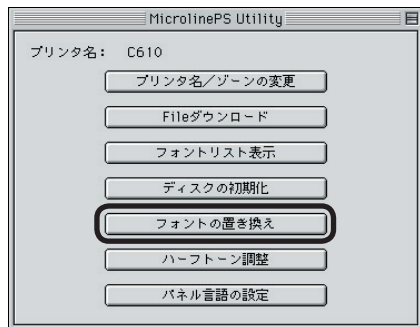 MicrolinePS Utility
プリンタ名： C610
プリンタ名／ゾーンの変更
Fileダウンロード
フォントリスト表示
ディスクの初期化
フォントの置き換え
ハーフトーン調整
パネル言語の設定